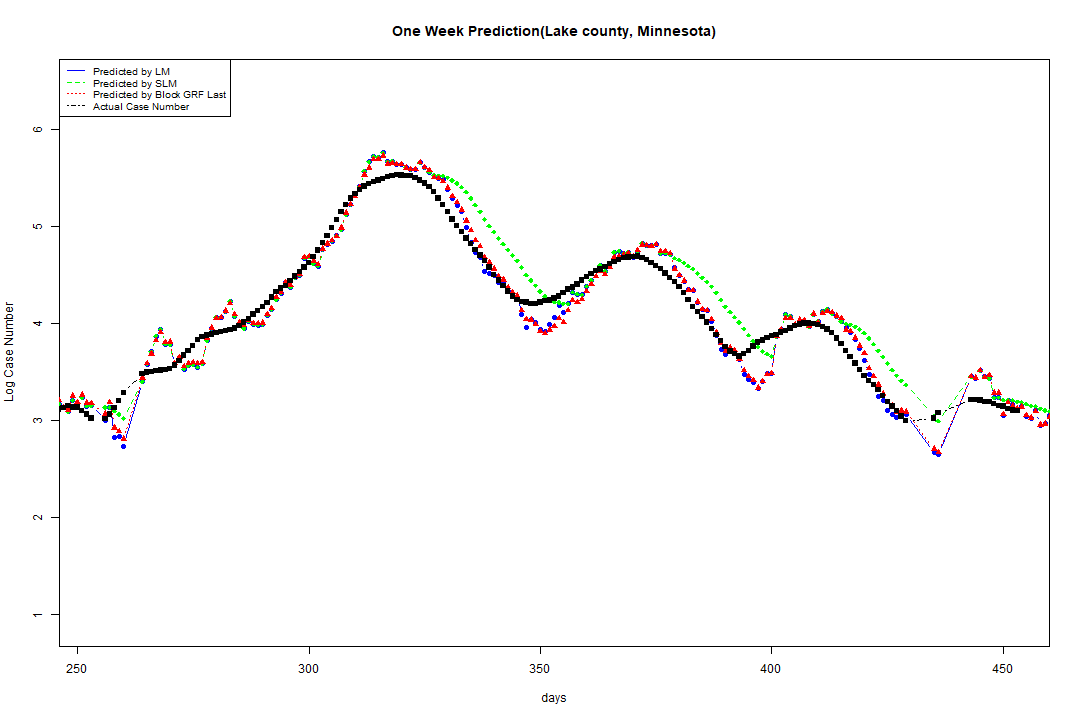 One Week Prediction(Lake county, Minnesota)
Predicted by LM
Predicted by SLM
Predicted by Block GRF Last
Actual Case Number
6
5
4
3
2
1
Log Case Number
250 300 350 400 450
days